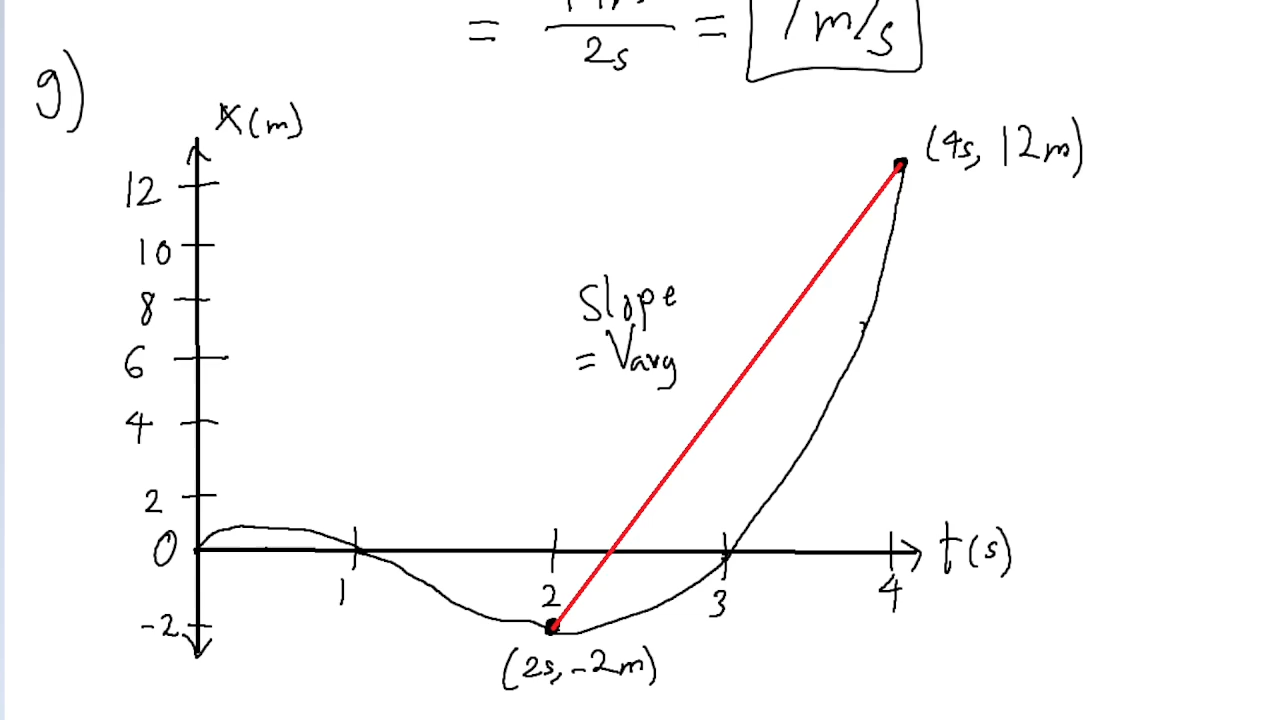 =
2s
= 7 m/s
g)
x(m)
(4s, 12m)
12
10
8
Slope
= Vavg
6
4
2
0
t(s)
1
2
3
4
-2
(2s, -2m)